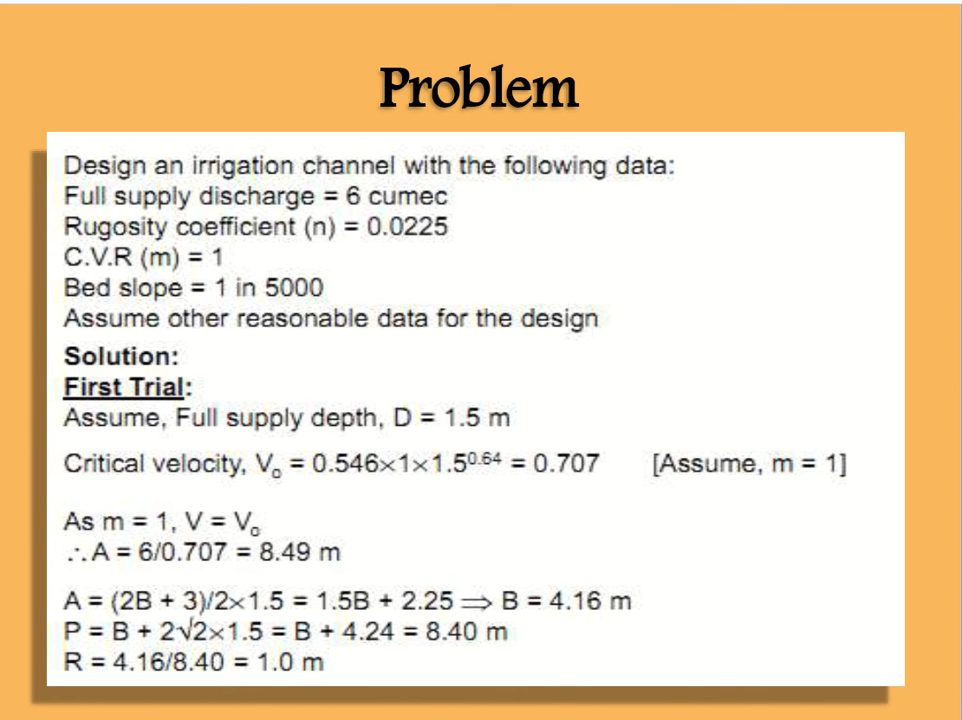 Problem
Design an irrigation channel with the following data:
Full supply discharge = 6 cumec
Rugosity coefficient (n) = 0.0225
C.V.R (m) = 1
Bed slope = 1 in 5000
Assume other reasonable data for the design
Solution:
First Trial:
Assume, Full supply depth, D = 1.5 m
Critical velocity, Vₒ = 0.546×1×1.5⁰·⁶⁴ = 0.707 [Assume, m = 1]
As m = 1, V = Vₒ
∴ A = 6/0.707 = 8.49 m
A = (2B + 3)/2×1.5 = 1.5B + 2.25 ⟹ B = 4.16 m
P = B + 2√2×1.5 = B + 4.24 = 8.40 m
R = 4.16/8.40 = 1.0 m